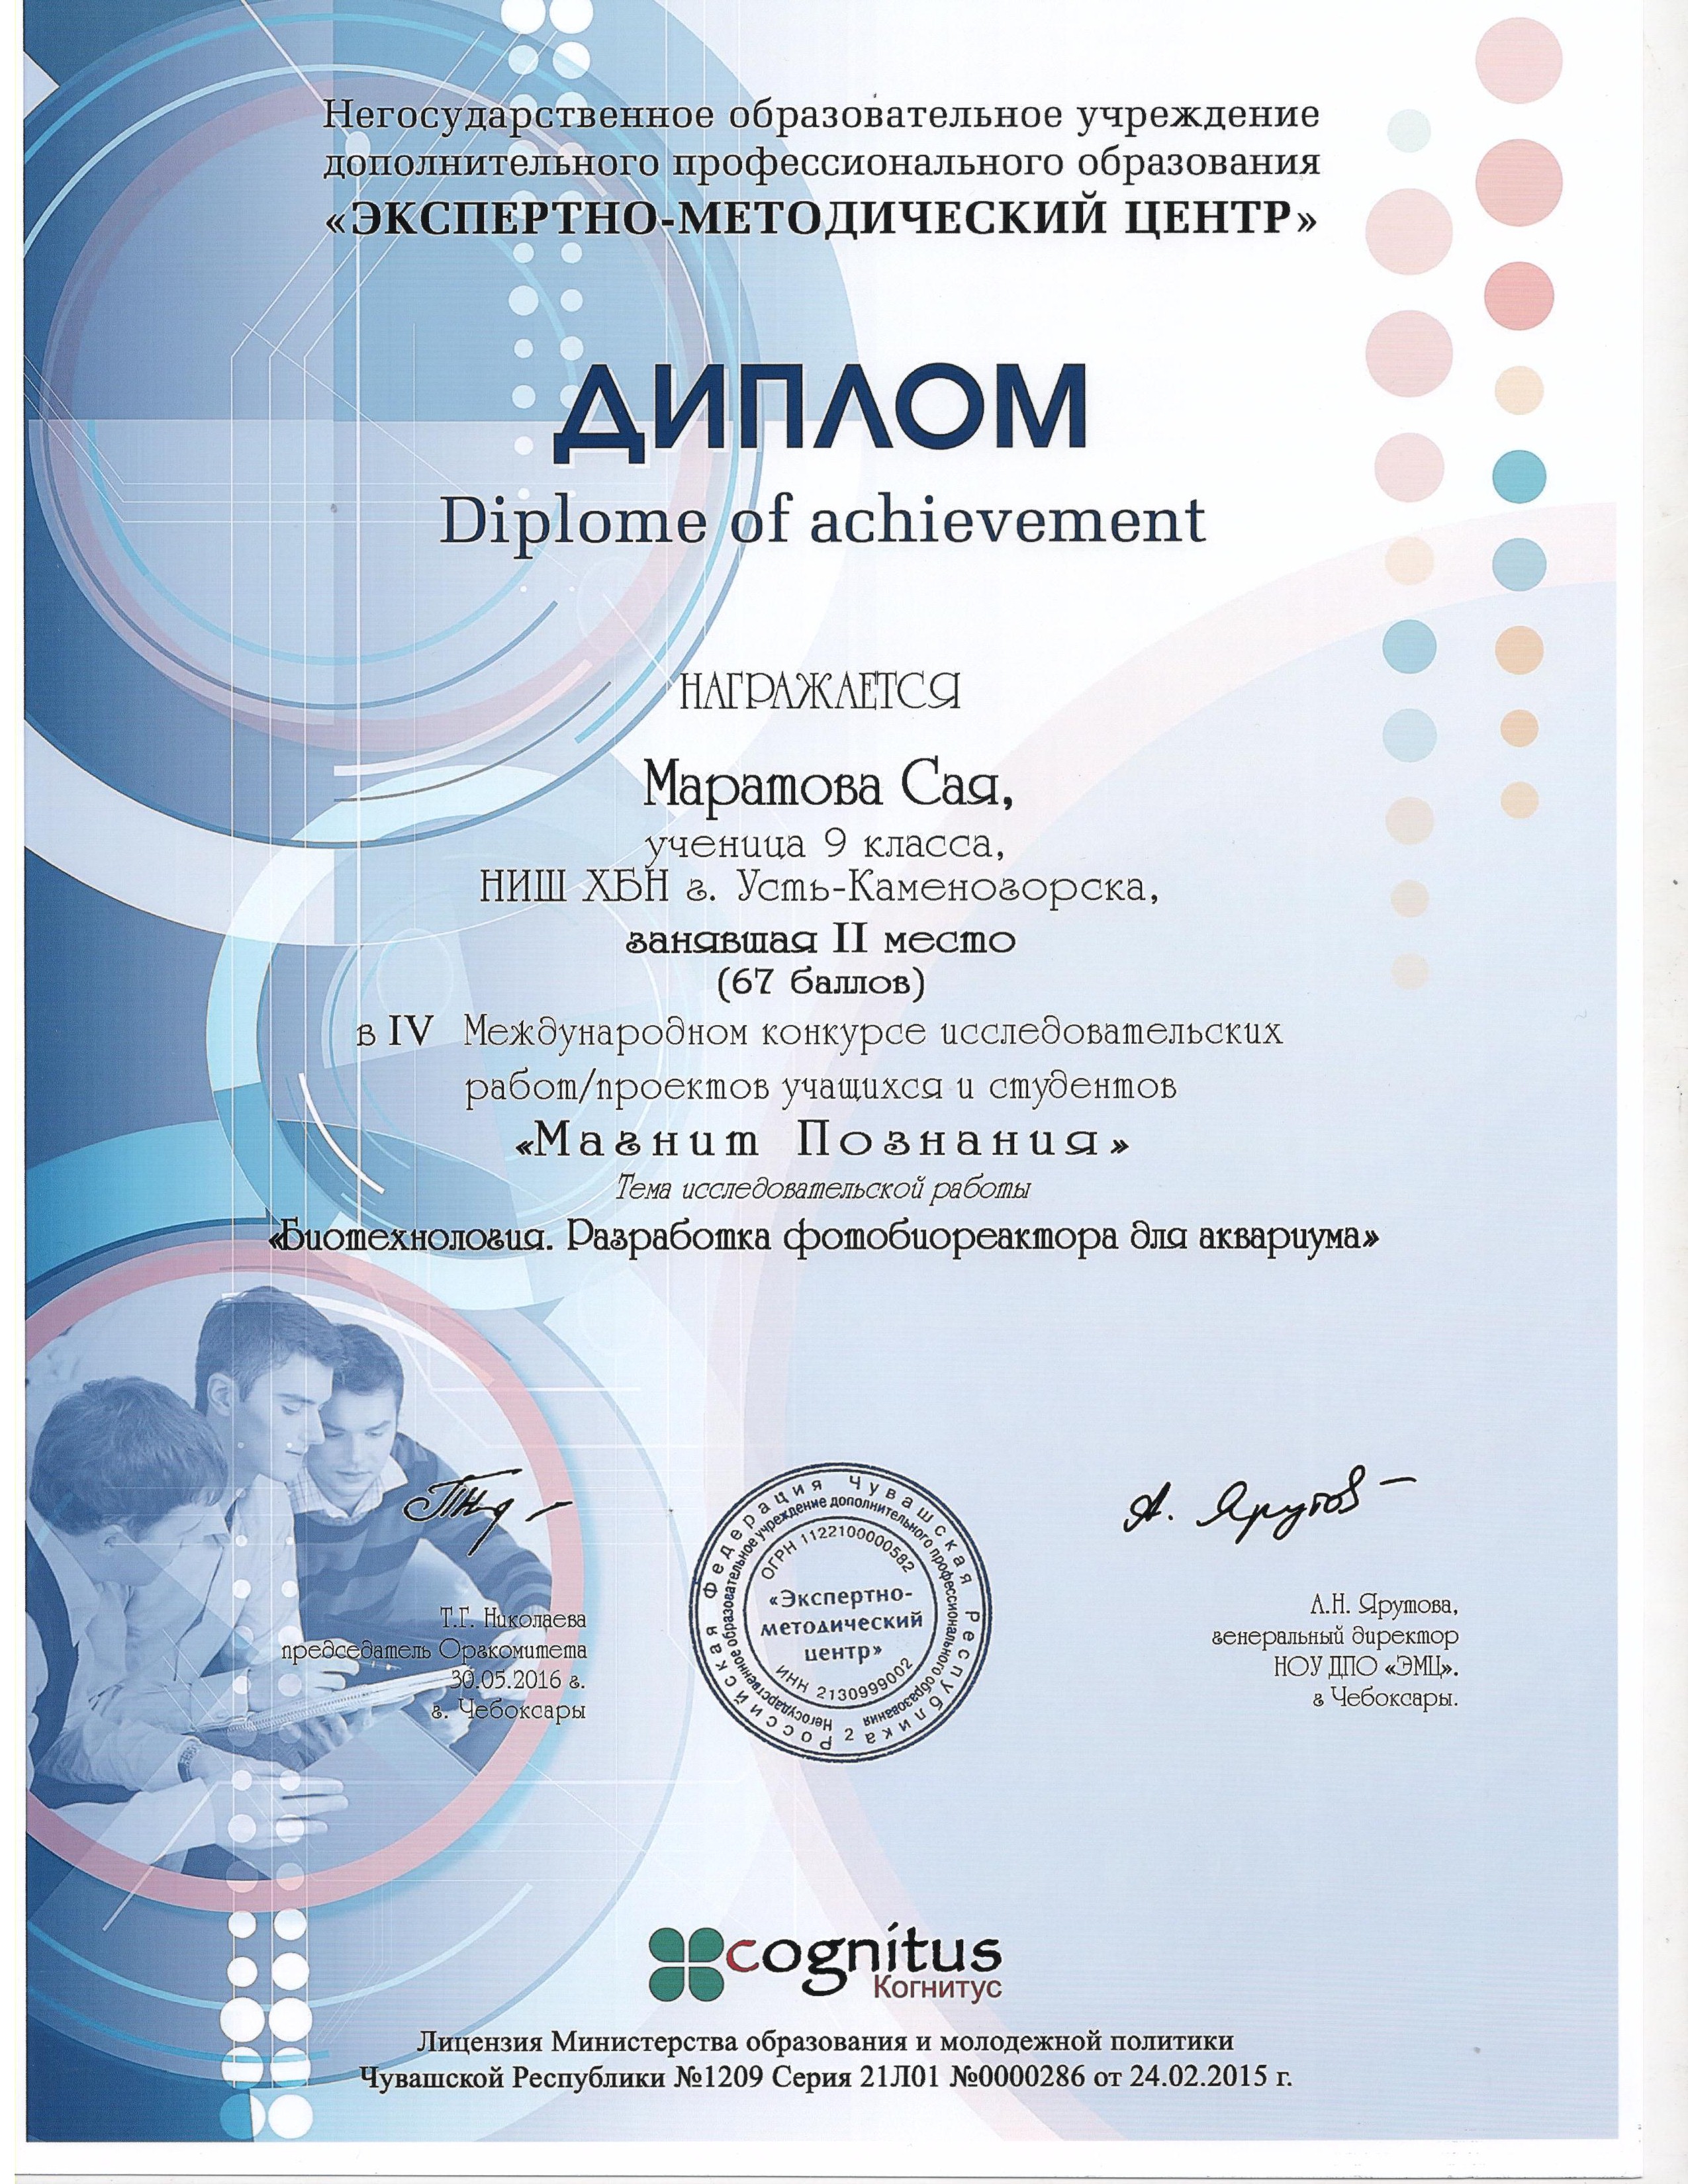 Негосударственное образовательное учреждение
дополнительного профессионального образования
«ЭКСПЕРТНО-МЕТОДИЧЕСКИЙ ЦЕНТР»
ДИПЛОМ
Diplome of achievement
НАГРАЖАЕТСЯ
Маратова Сая,
ученица 9 класса,
НИШ ХБН г. Усть-Каменогорска,
занявшая II место
(67 баллов)
в IV Международном конкурсе исследовательских
работ/проектов учащихся и студентов
«Магнит Познания»
Тема исследовательской работы
«Биотехнология. Разработка фотобиореактора для аквариума»
А. Ярутов
Т.Г. Николаева
председатель Оргкомитета
30.05.2016 г.
г. Чебоксары
Российская Федерация Чувашская Республика 2
Негосударственное образовательное учреждение дополнительного профессионального образования
ОГРН 1122100000582
«Экспертно-
методический
центр»
ИНН 2130999002
А.Н. Ярутова,
генеральный директор
НОУ ДПО «ЭМЦ».
г Чебоксары.
cognitus
Когнитус
Лицензия Министерства образования и молодежной политики
Чувашской Республики №1209 Серия 21Л01 №0000286 от 24.02.2015 г.